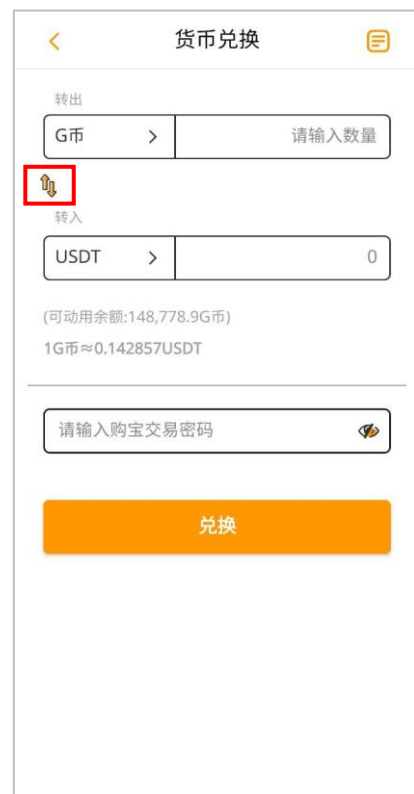 货币兑换
转出
G币 > 请输入数量
转入
USDT > 0
(可动用余额:148,778.9G币)
1G币≈0.142857USDT
请输入购宝交易密码
兑换